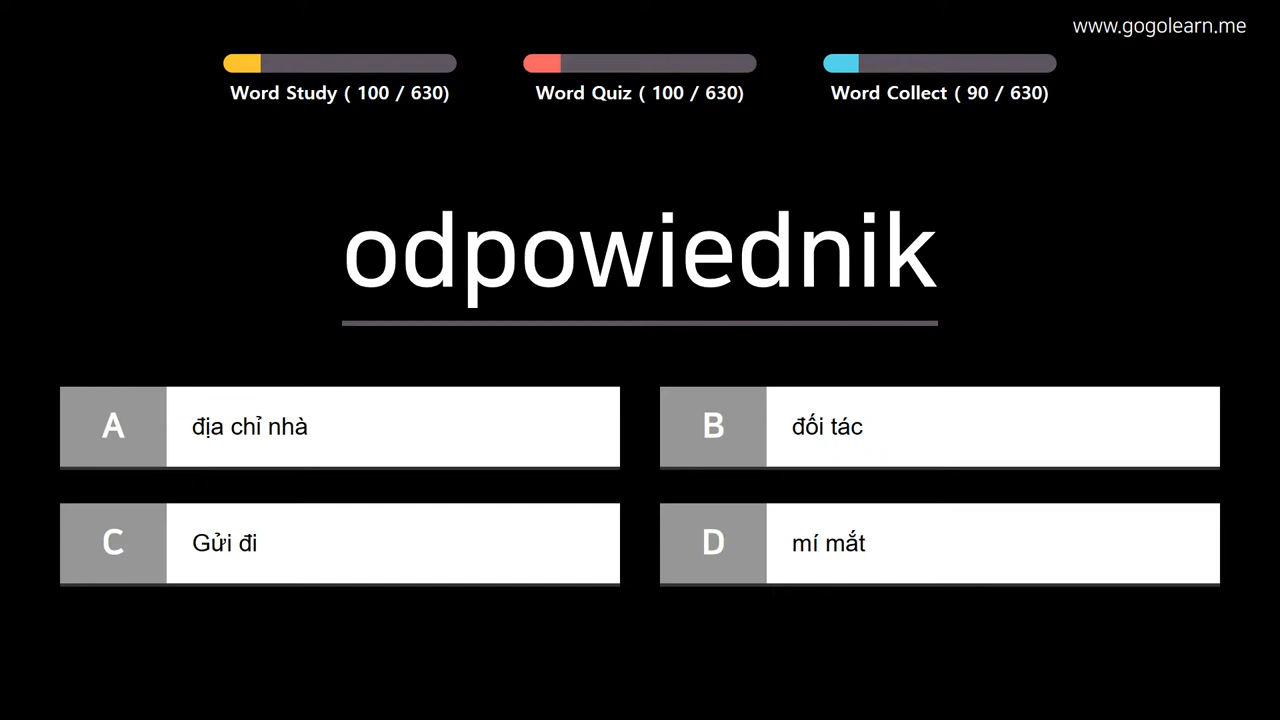 www.gogolearn.me
Word Study ( 100 / 630)
Word Quiz ( 100 / 630)
Word Collect ( 90 / 630)
odpowiednik
A địa chỉ nhà
B đối tác
C Gửi đi
D mí mắt